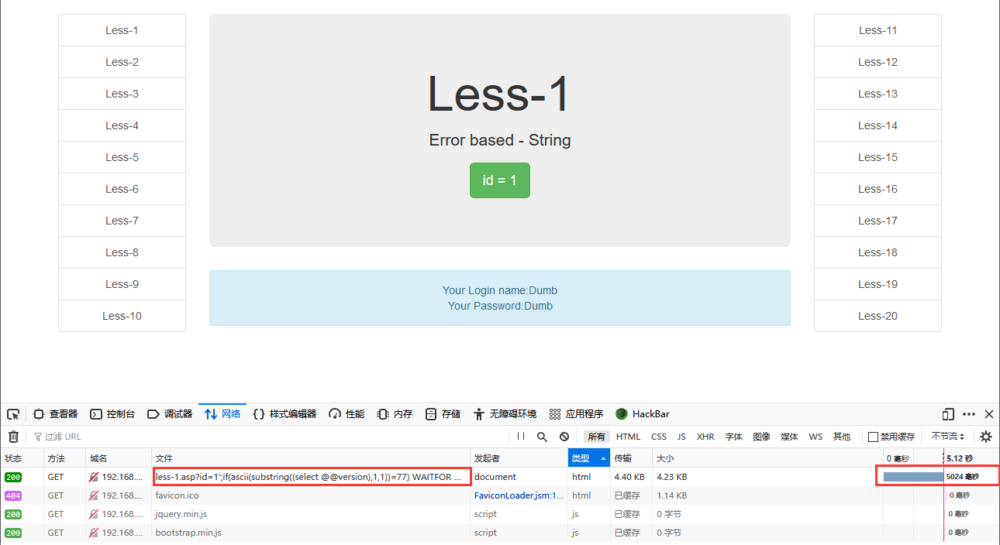 Less-1
Less-2
Less-3
Less-4
Less-5
Less-6
Less-7
Less-8
Less-9
Less-10
Less-1
Error based - String
id = 1
Your Login name:Dumb
Your Password:Dumb
Less-11
Less-12
Less-13
Less-14
Less-15
Less-16
Less-17
Less-18
Less-19
Less-20
查看器 控制台 调试器 网络 样式编辑器 性能 内存 存储 无障碍环境 应用程序 HackBar
过滤 URL 所有 HTML CSS JS XHR 字体 图像 媒体 WS 其他 禁用缓存 不节流
状态 方法 域名 文件 发起者 类型 传输 大小 0 毫秒 5.12 秒
200 GET 192.168.... less-1.asp?id=1';if(ascii(substring((select @@version),1,1))=77) WAITFOR ... document html 4.40 KB 4.23 KB 5024 毫秒
404 GET 192.168.... favicon.ico FaviconLoader.jsm:1... html 已缓存 1.14 KB 0 毫秒
200 GET 192.168.... jquery.min.js script js 已缓存 0 字节 0 毫秒
200 GET 192.168.... bootstrap.min.js script js 已缓存 0 字节 0 毫秒